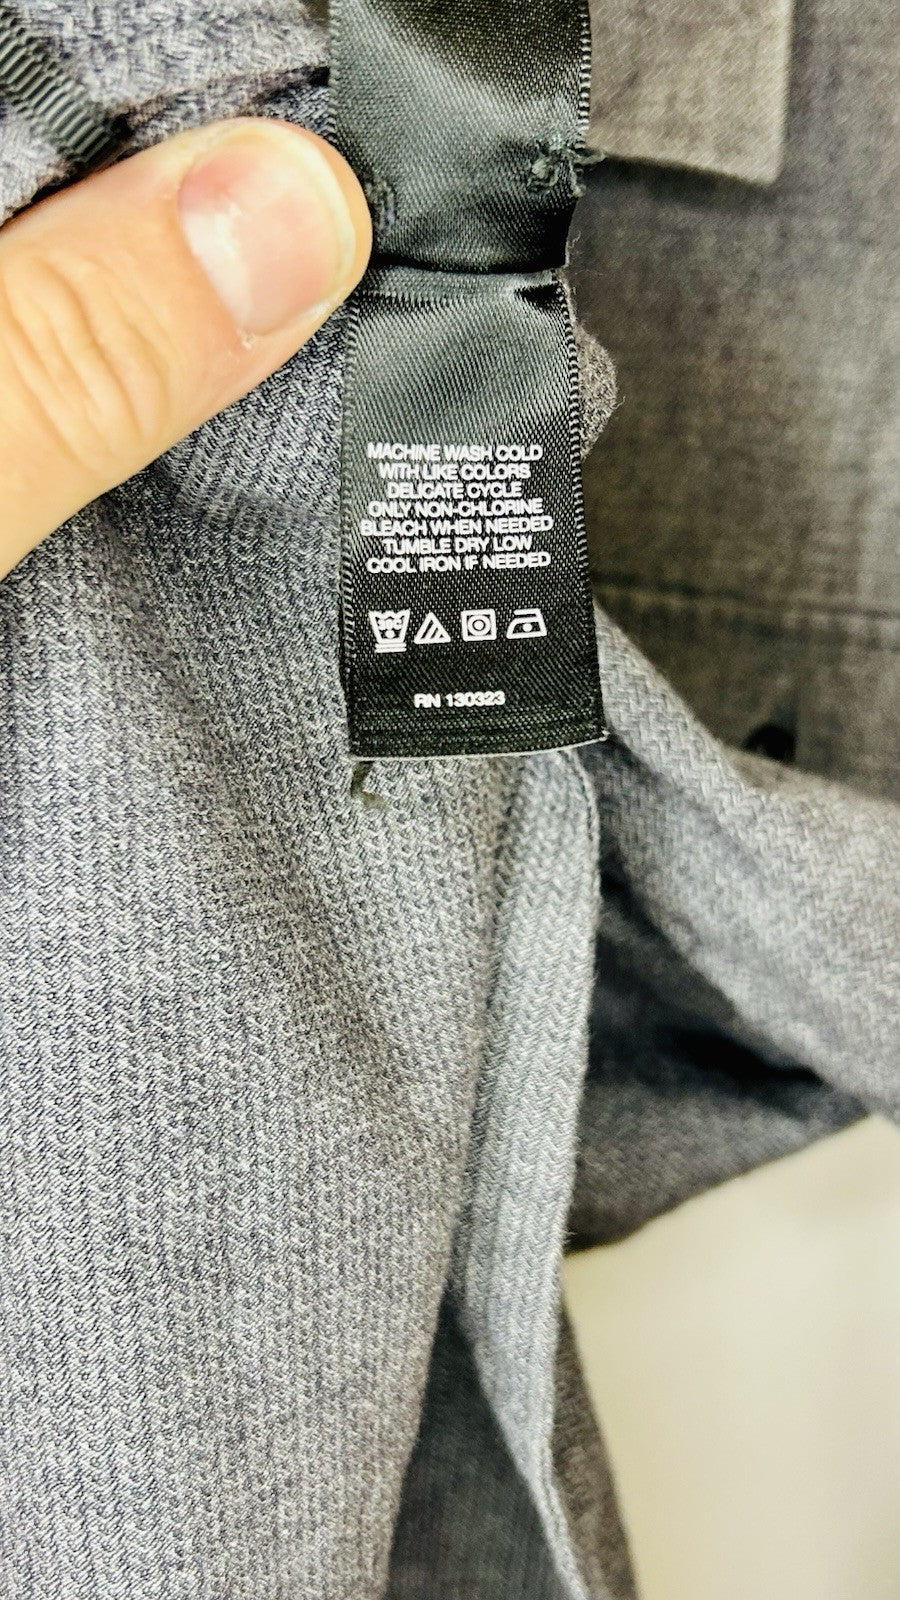 MACHINE WASH COLD
WITH LIKE COLORS
DELICATE CYCLE
ONLY NON-CHLORINE
BLEACH WHEN NEEDED
TUMBLE DRY LOW
COOL IRON IF NEEDED
RN 130323